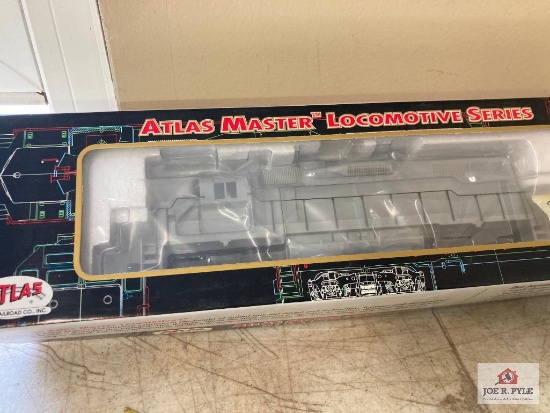 ATLAS MASTER™ LOCOMOTIVE SERIES
ATLAS
RAILROAD CO., INC.
JOE R. PYLE